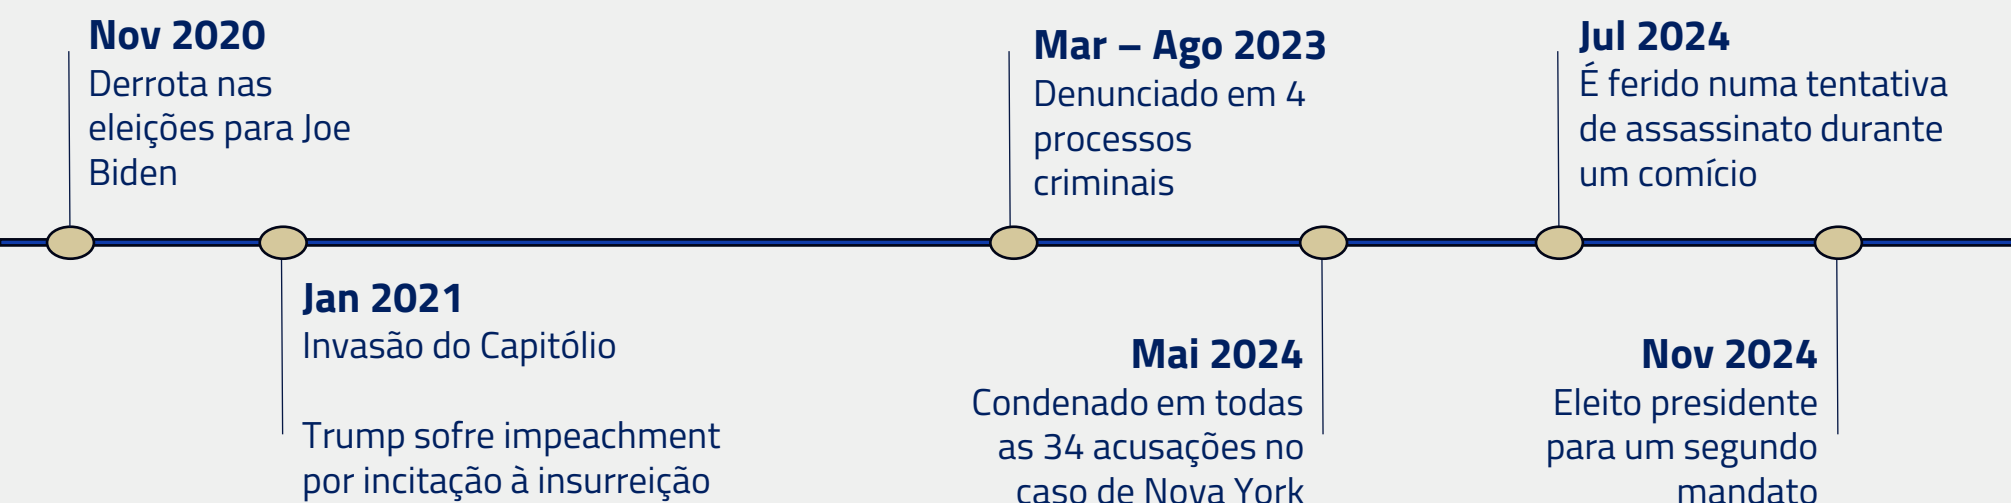 Nov 2020
Derrota nas
eleições para Joe
Biden
Jan 2021
Invasão do Capitólio
Trump sofre impeachment
por incitação à insurreição
Mar – Ago 2023
Denunciado em 4
processos
criminais
Mai 2024
Condenado em todas
as 34 acusações no
caso de Nova York
Jul 2024
É ferido numa tentativa
de assassinato durante
um comício
Nov 2024
Eleito presidente
para um segundo
mandato